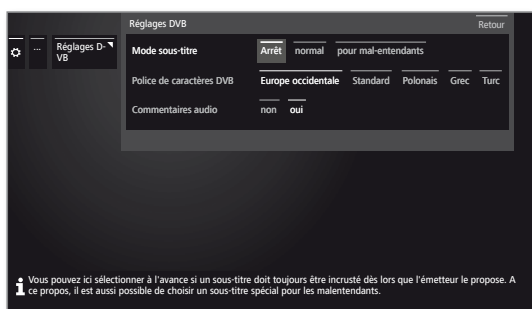 Réglages DVB Retour
... Réglages D-
VB
Mode sous-titre Arrêt normal pour mal-entendants
Police de caractères DVB Europe occidentale Standard Polonais Grec Turc
Commentaires audio non oui
Vous pouvez ici sélectionner à l'avance si un sous-titre doit toujours être incrusté dès lors que l'émetteur le propose. A
ce propos, il est aussi possible de choisir un sous-titre spécial pour les malentendants.